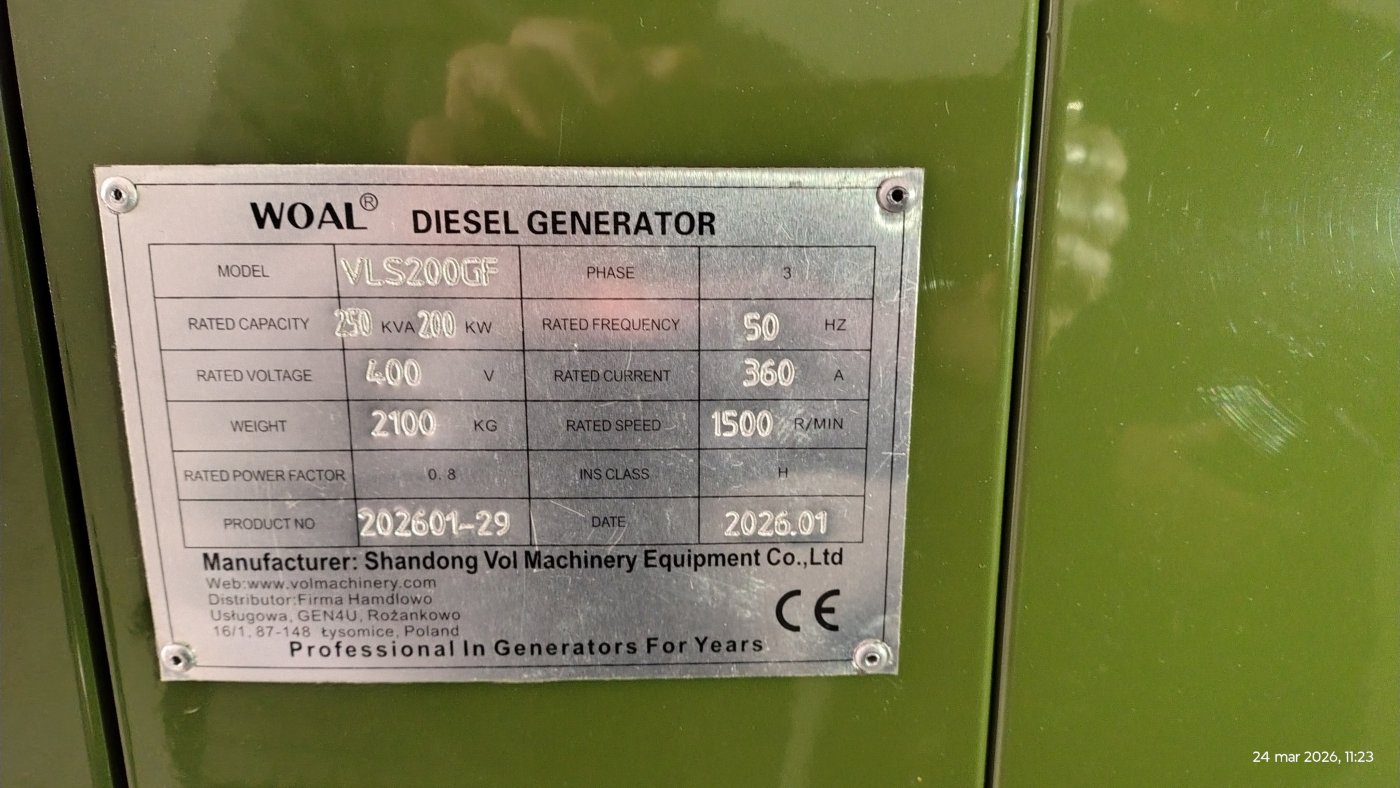 WOAL® DIESEL GENERATOR
MODEL VLS200GF PHASE 3
RATED CAPACITY 250 KVA 200 KW RATED FREQUENCY 50 HZ
RATED VOLTAGE 400 V RATED CURRENT 360 A
WEIGHT 2100 KG RATED SPEED 1500 R/MIN
RATED POWER FACTOR 0.8 INS CLASS H
PRODUCT NO 202601-29 DATE 2026.01
Manufacturer: Shandong Vol Machinery Equipment Co.,Ltd
Web:www.volmachinery.com
Distributor:Firma Hamdlowo
Usługowa, GEN4U, Rożankowo
16/1, 87-148 Łysomice, Poland
CE
Professional In Generators For Years
24 mar 2026, 11:23